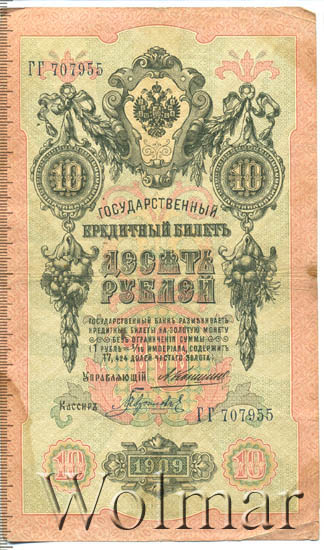 ГГ 707955
10 10
ГОСУДАРСТВЕННЫЙ
КРЕДИТНЫЙ БИЛЕТЪ
ДЕСЯТЬ
РУБЛЕЙ
ГОСУДАРСТВЕННЫЙ БАНКЪ РАЗМѢНИВАЕТЪ
КРЕДИТНЫЕ БИЛЕТЫ НА ЗОЛОТУЮ МОНЕТУ
БЕЗЪ ОГРАНИЧЕНІЯ СУММЫ
(1 РУБЛЬ = 1/15 ИМПЕРІАЛА, СОДЕРЖИТЪ
17,424 ДОЛЕЙ ЧИСТАГО ЗОЛОТА).
УПРАВЛЯЮЩІЙ
КАССИРЪ
ГГ 707955
10 1909 10
Wolmar